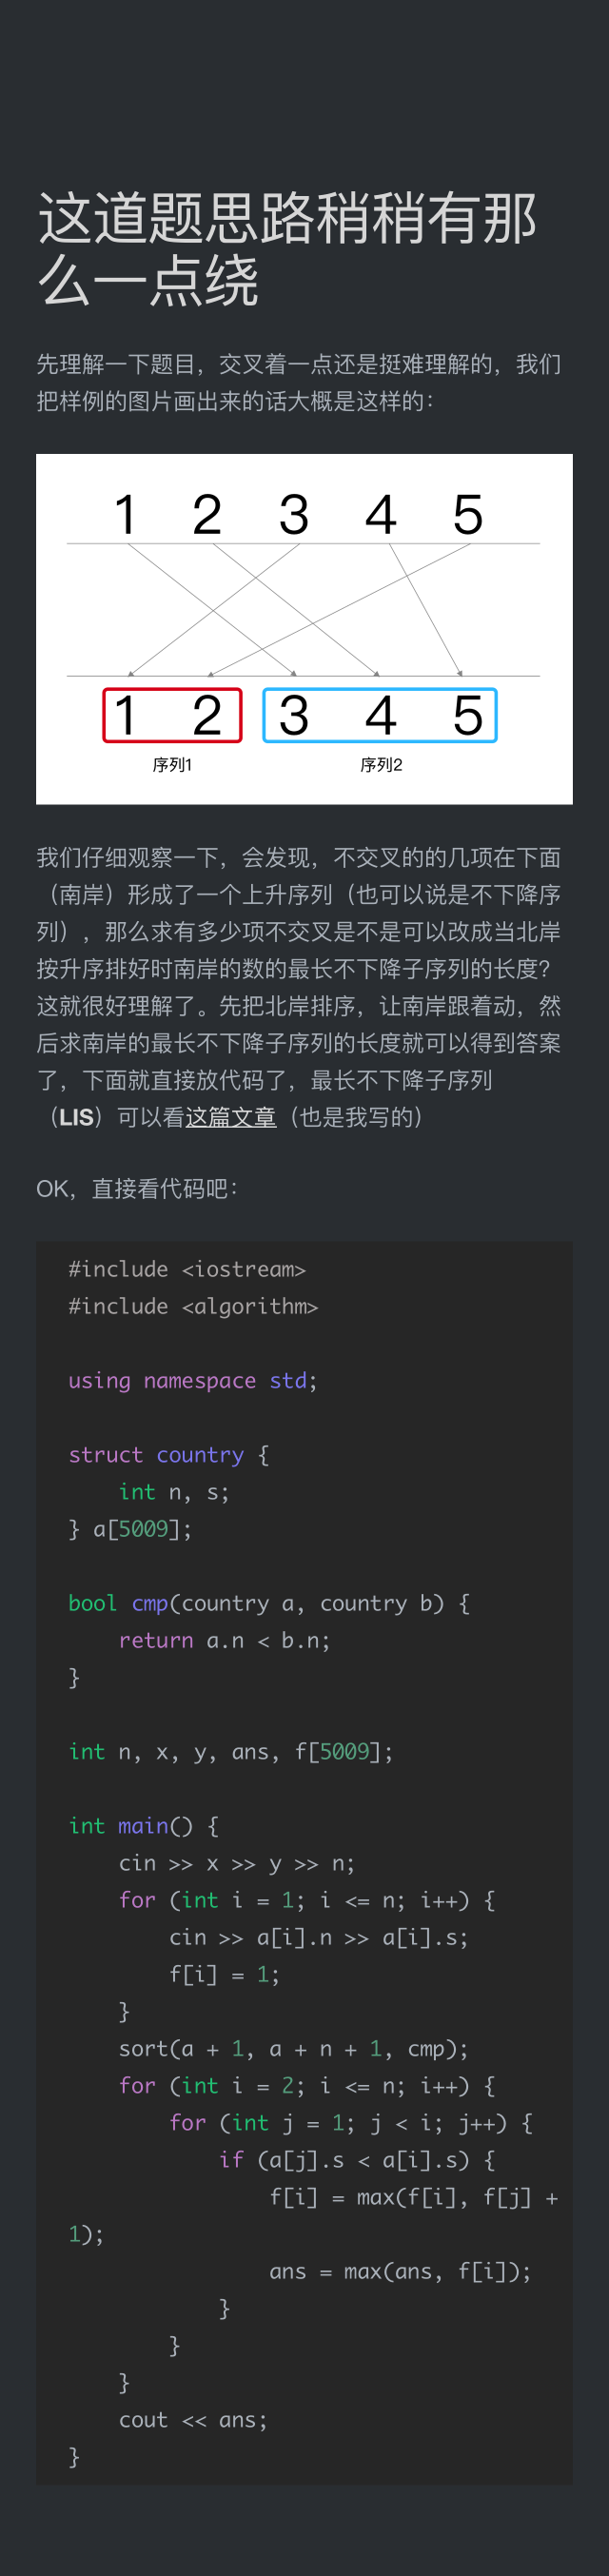 这道题思路稍稍有那
么一点绕
先理解一下题目，交叉着一点还是挺难理解的，我们
把样例的图片画出来的话大概是这样的：
1 2 3 4 5
1 2 3 4 5
序列1 序列2
我们仔细观察一下，会发现，不交叉的的几项在下面
（南岸）形成了一个上升序列（也可以说是不下降序
列），那么求有多少项不交叉是不是可以改成当北岸
按升序排好时南岸的数的最长不下降子序列的长度？
这就很好理解了。先把北岸排序，让南岸跟着动，然
后求南岸的最长不下降子序列的长度就可以得到答案
了，下面就直接放代码了，最长不下降子序列
（LIS）可以看这篇文章（也是我写的）
OK，直接看代码吧：
#include <iostream>
#include <algorithm>
using namespace std;
struct country {
    int n, s;
} a[5009];
bool cmp(country a, country b) {
    return a.n < b.n;
}
int n, x, y, ans, f[5009];
int main() {
    cin >> x >> y >> n;
    for (int i = 1; i <= n; i++) {
        cin >> a[i].n >> a[i].s;
        f[i] = 1;
    }
    sort(a + 1, a + n + 1, cmp);
    for (int i = 2; i <= n; i++) {
        for (int j = 1; j < i; j++) {
            if (a[j].s < a[i].s) {
                f[i] = max(f[i], f[j] +
1);
                ans = max(ans, f[i]);
            }
        }
    }
    cout << ans;
}